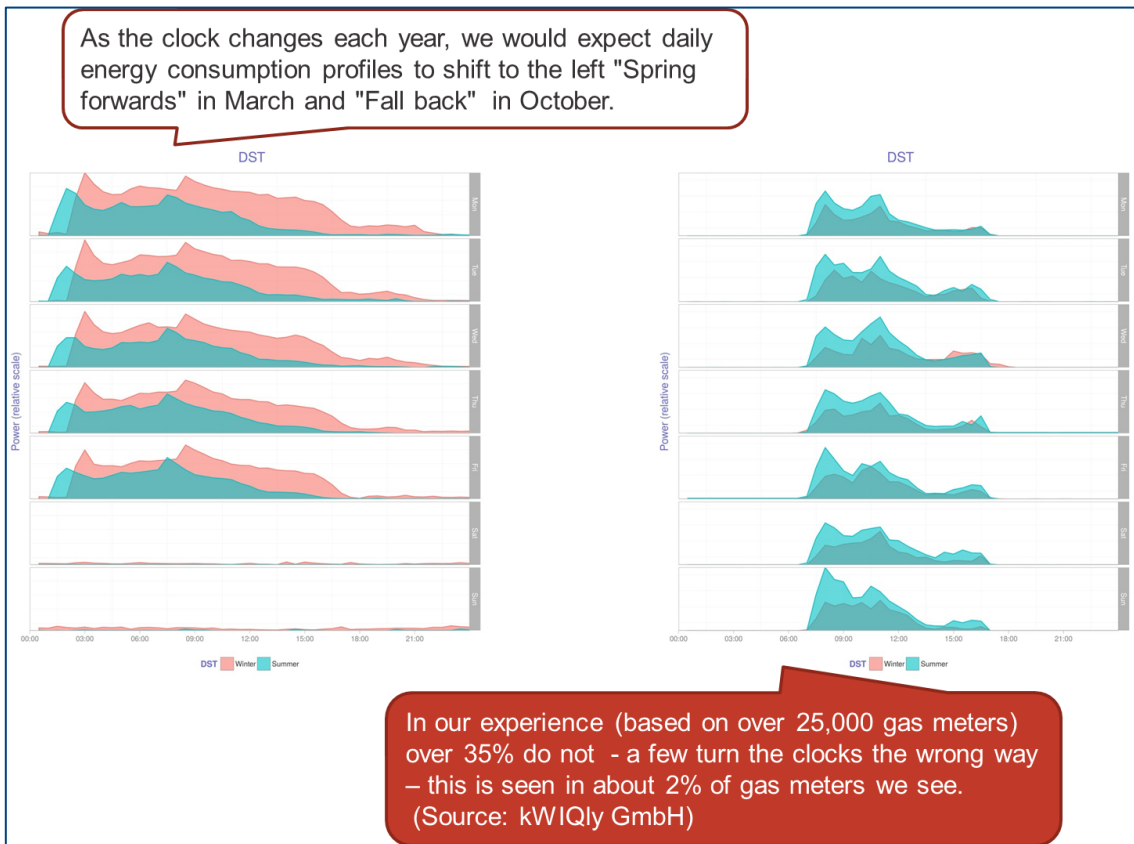 As the clock changes each year, we would expect daily
energy consumption profiles to shift to the left "Spring
forwards" in March and "Fall back" in October.
DST
Power (relative scale)
Mon
Tue
Wed
Thu
Fri
Sat
Sun
00:00 03:00 06:00 09:00 12:00 15:00 18:00 21:00
DST Winter Summer
DST
Power (relative scale)
Mon
Tue
Wed
Thu
Fri
Sat
Sun
00:00 03:00 06:00 09:00 12:00 15:00 18:00 21:00
DST Winter Summer
In our experience (based on over 25,000 gas meters)
over 35% do not - a few turn the clocks the wrong way
– this is seen in about 2% of gas meters we see.
(Source: kWIQly GmbH)